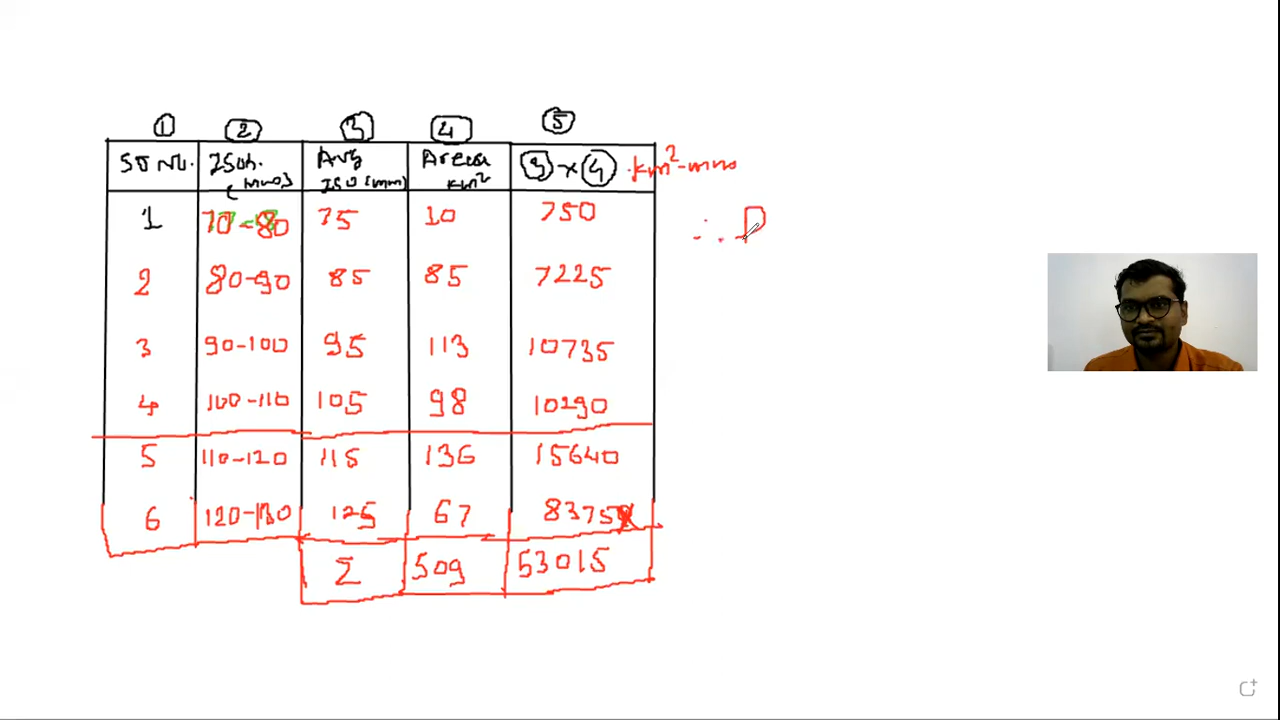 ① ② ③ ④ ⑤
Sr No. Isoh. (mm) Avg ISO (mm) Area km² ③ x ④ km²-mm
1 70-80 75 10 750
∴ P
2 80-90 85 85 7225
3 90-100 95 113 10735
4 100-110 105 98 10290
5 110-120 115 136 15640
6 120-130 125 67 8375
Σ 509 53015